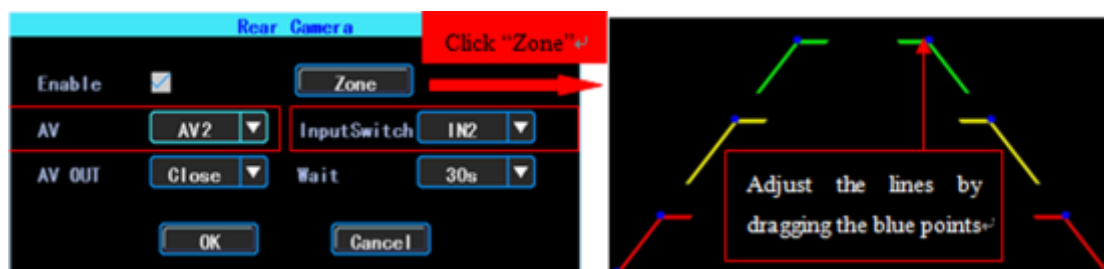 Rear Camera
Click “Zone”↵
Enable Zone
AV AV2 InputSwitch IN2
AV OUT Close Wait 30s
OK Cancel
Adjust the lines by
dragging the blue points↵